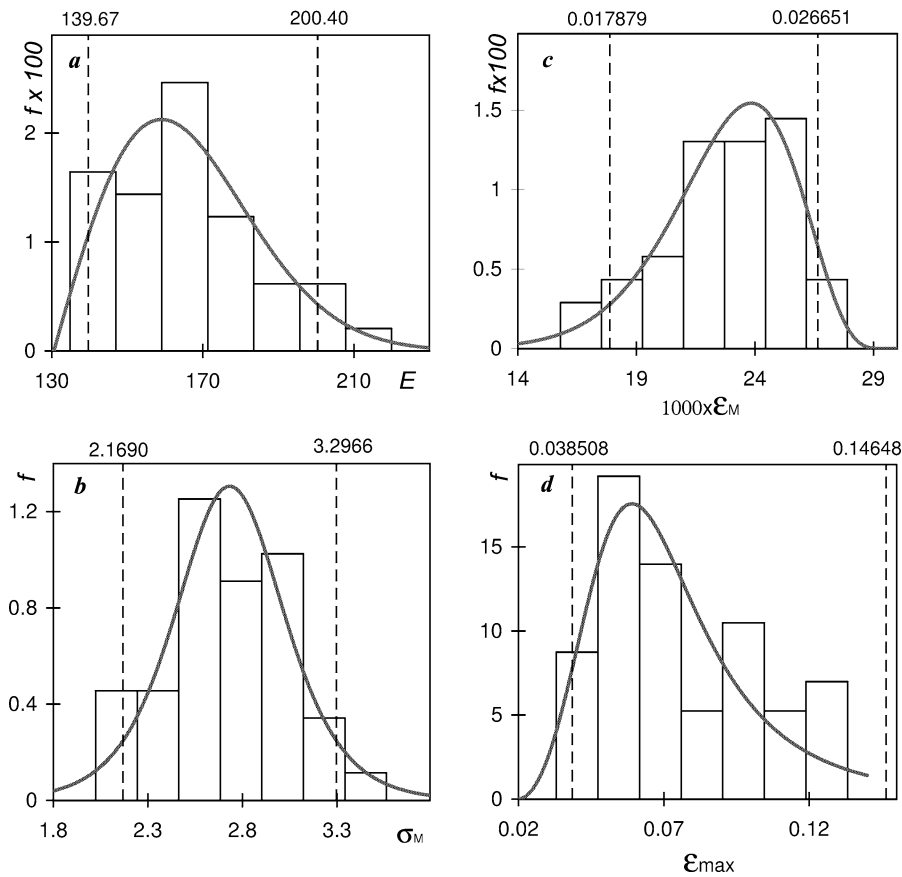 139.67 200.40
a
f x 100
2
1
0
130 170 210 E
0.017879 0.026651
c
fx100
1.5
1
0.5
0
14 19 24 29
1000xεM
2.1690 3.2966
b
f
1.2
0.8
0.4
0
1.8 2.3 2.8 3.3 σM
0.038508 0.14648
d
f
15
10
5
0
0.02 0.07 0.12
εmax